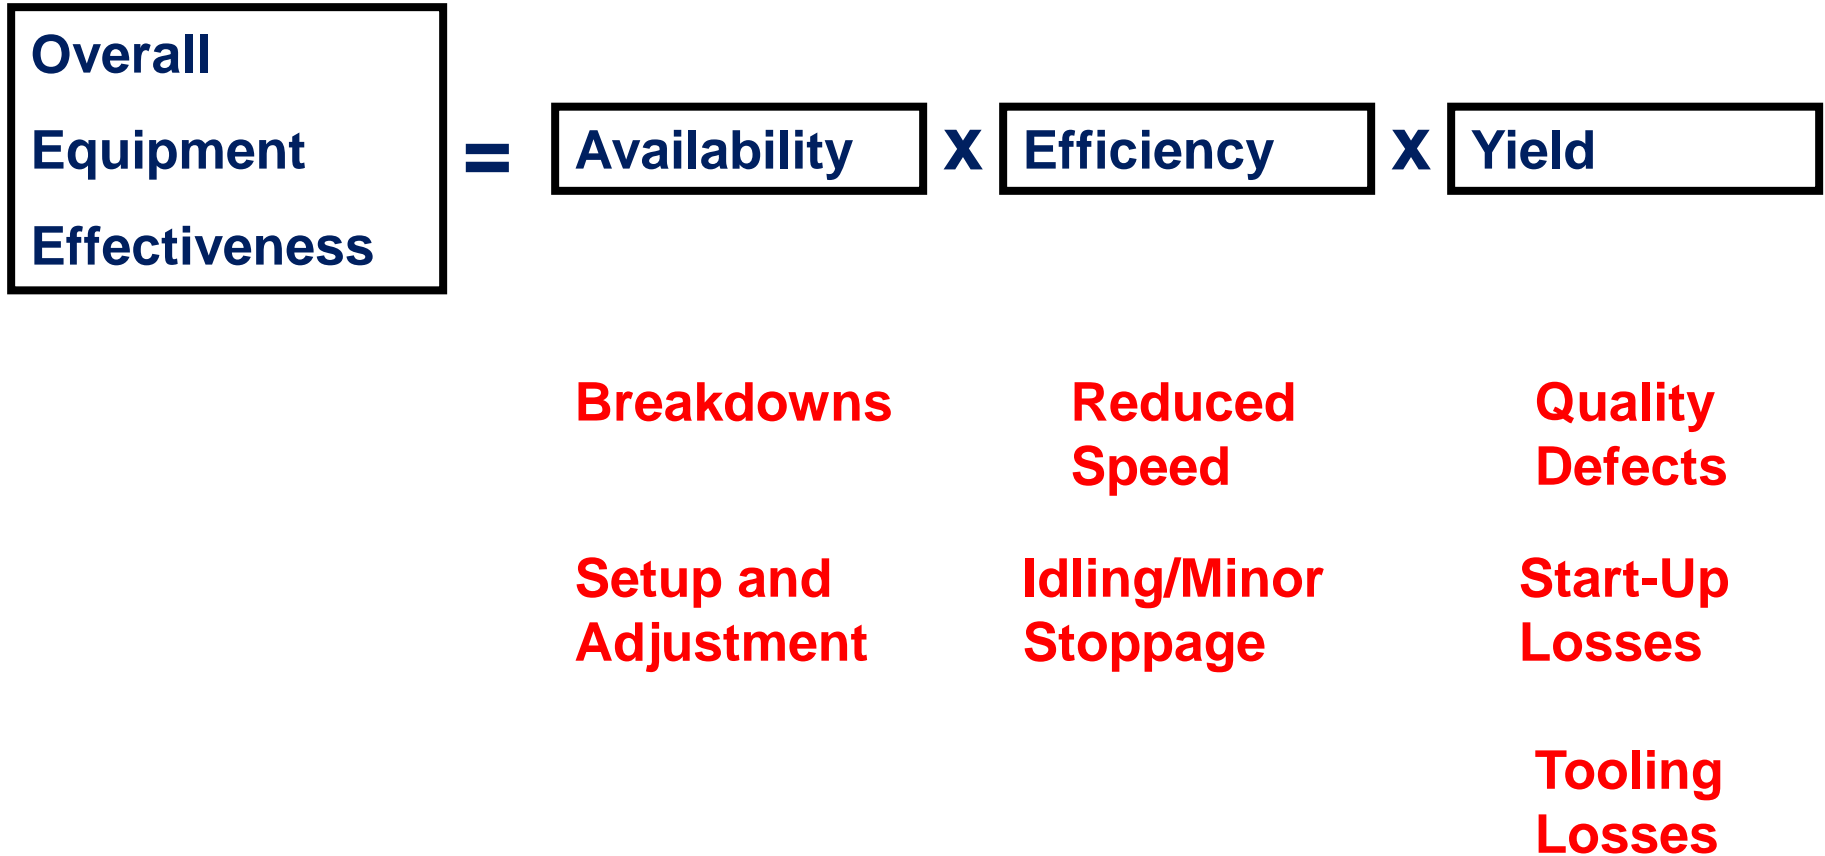 Overall
Equipment
Effectiveness
= Availability x Efficiency x Yield
Breakdowns
Reduced
Speed
Quality
Defects
Setup and
Adjustment
Idling/Minor
Stoppage
Start-Up
Losses
Tooling
Losses